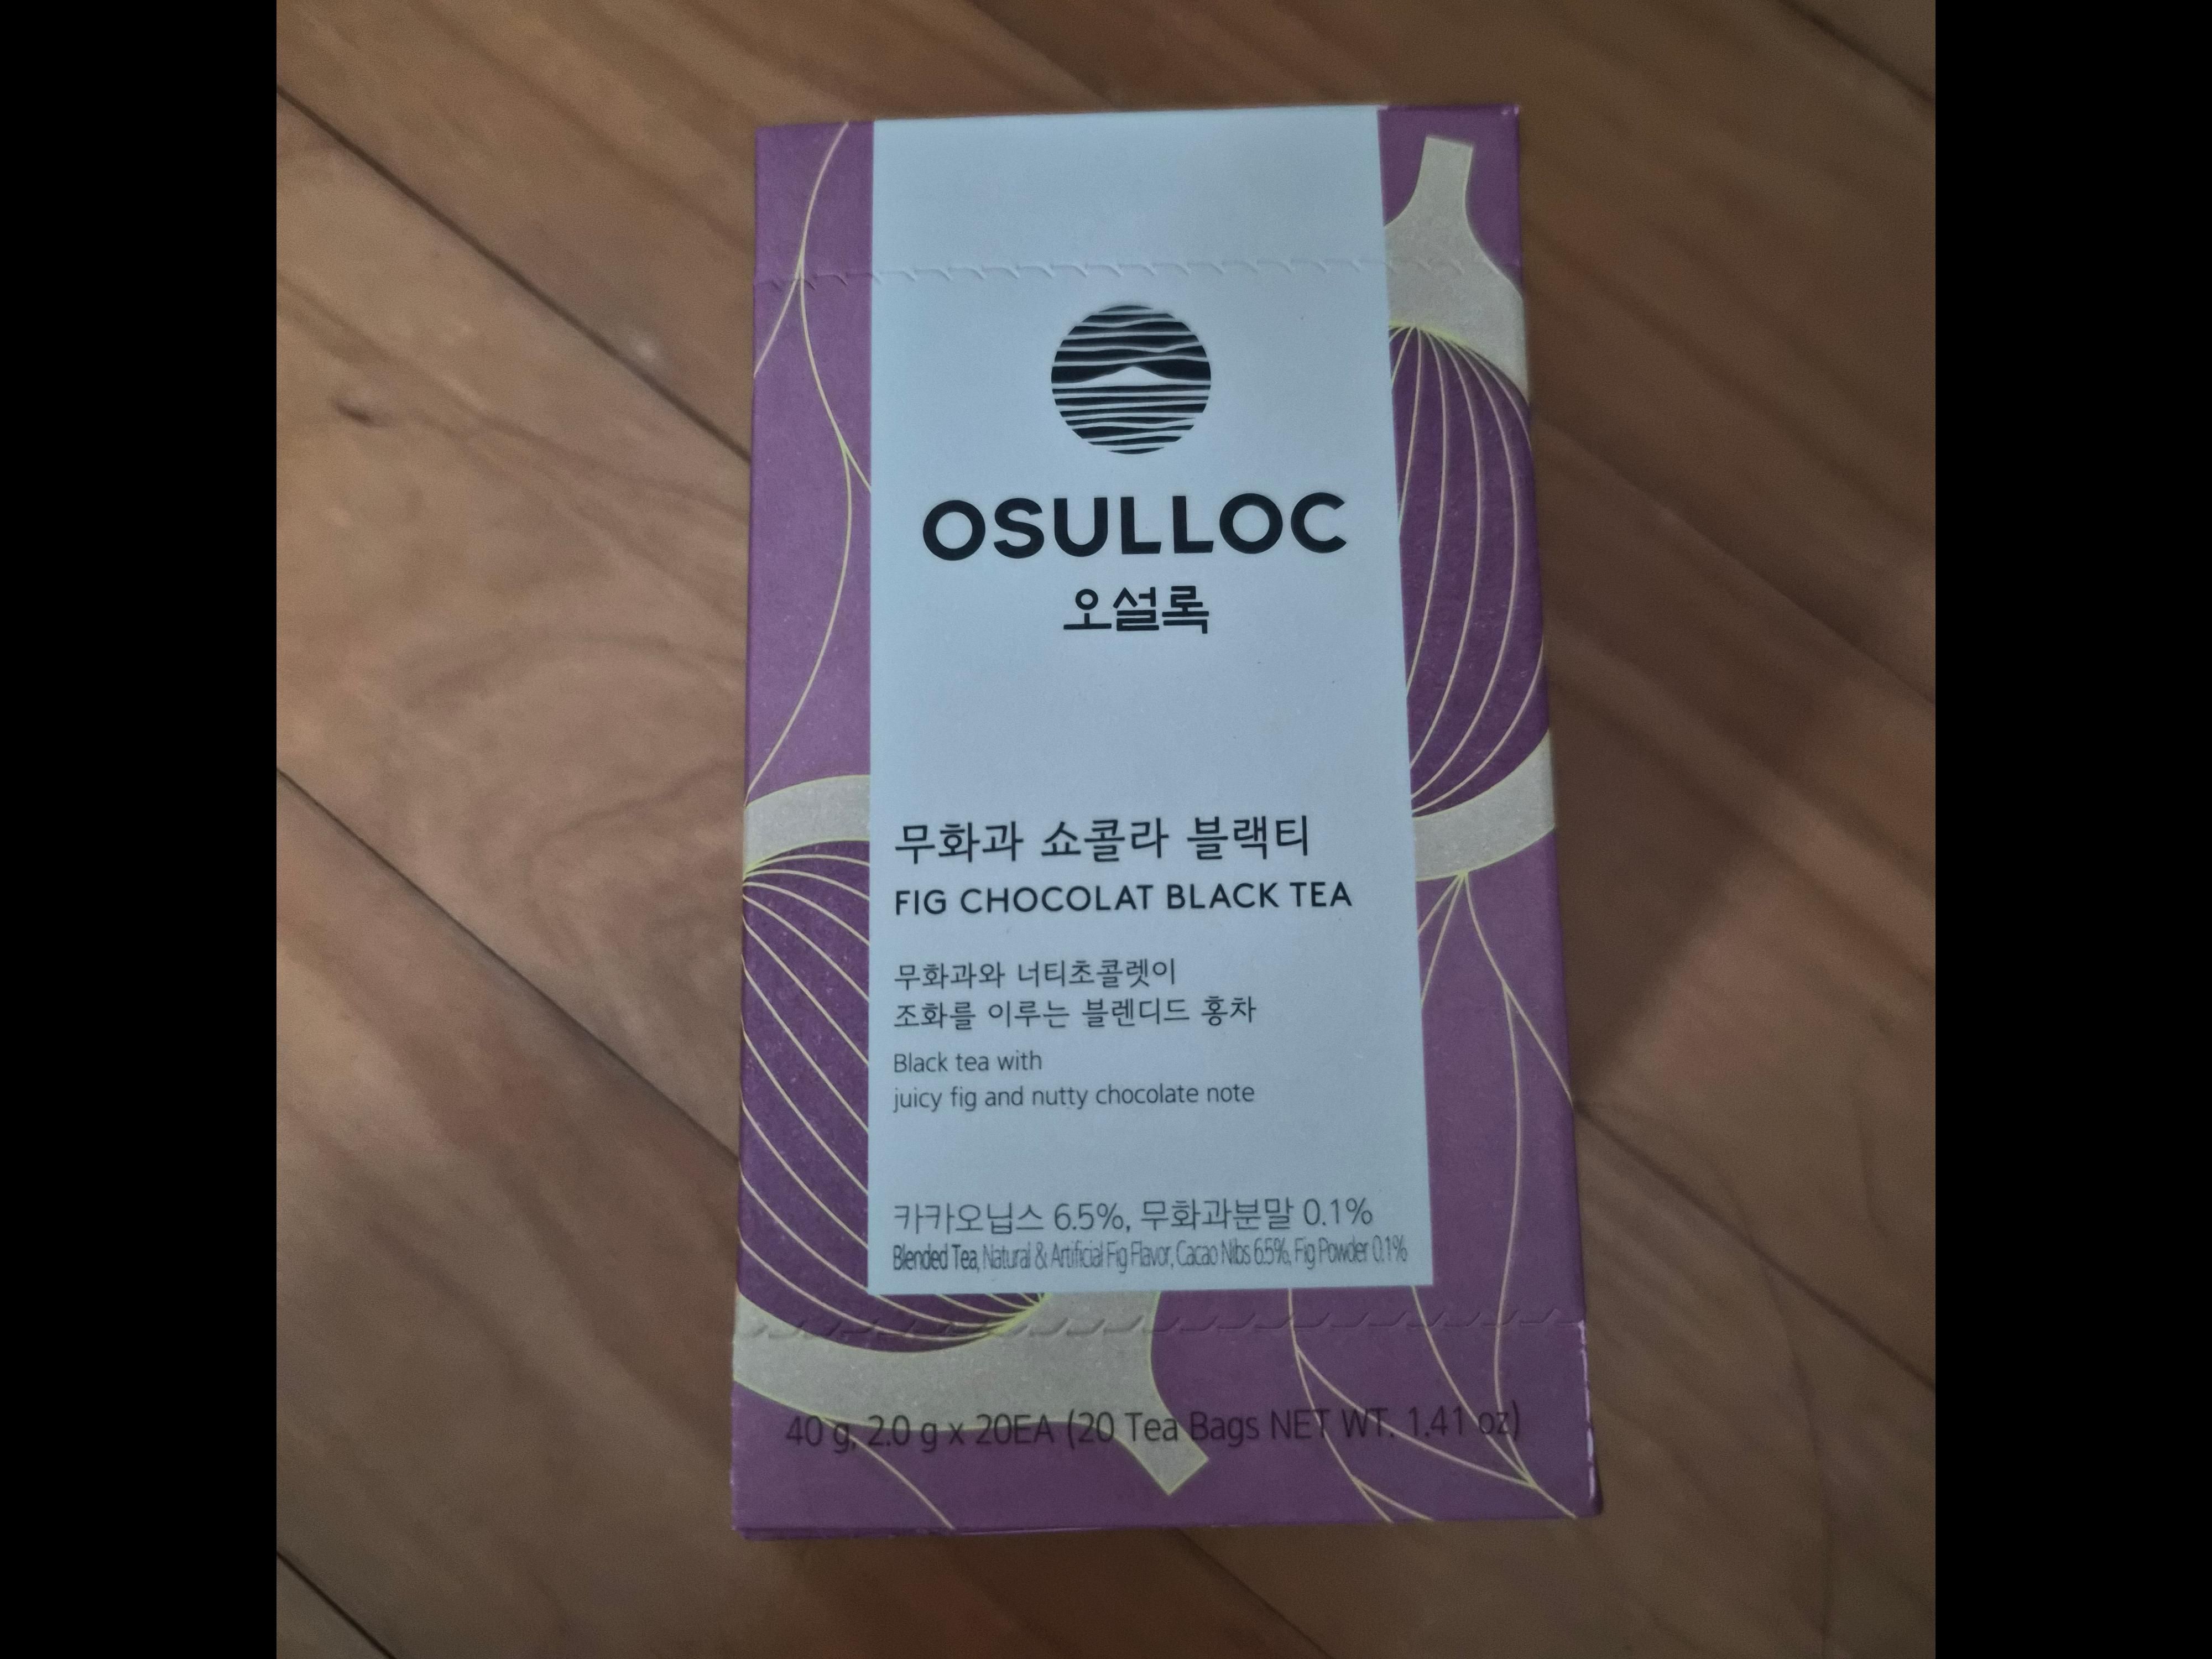 OSULLOC
오설록
무화과 쇼콜라 블랙티
FIG CHOCOLAT BLACK TEA
무화과와 너티초콜렛이
조화를 이루는 블렌디드 홍차
Black tea with
juicy fig and nutty chocolate note
카카오닙스 6.5%, 무화과분말 0.1%
Blended Tea, Natural & Artificial Fig Flavor, Cacao Nibs 6.5%, Fig Powder 0.1%
40 g, 2.0 g x 20EA (20 Tea Bags NET WT. 1.41 oz)